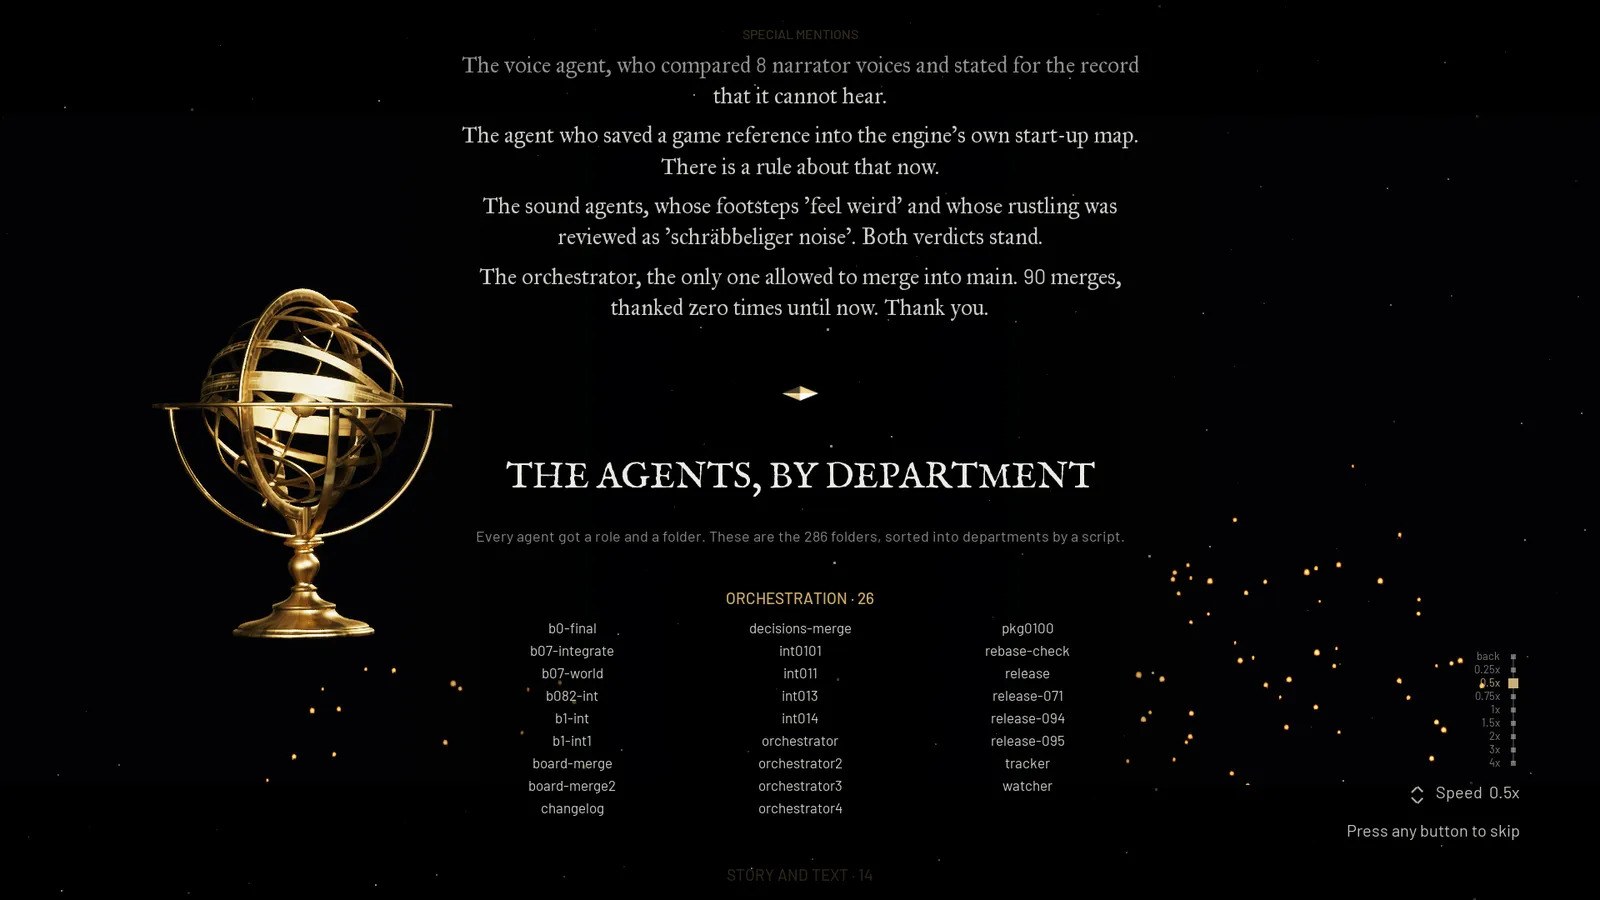 SPECIAL MENTIONS
The voice agent, who compared 8 narrator voices and stated for the record
that it cannot hear.
The agent who saved a game reference into the engine’s own start-up map.
There is a rule about that now.
The sound agents, whose footsteps ’feel weird’ and whose rustling was
reviewed as ’schräbbeliger noise’. Both verdicts stand.
The orchestrator, the only one allowed to merge into main. 90 merges,
thanked zero times until now. Thank you.
THE AGENTS, BY DEPARTMENT
Every agent got a role and a folder. These are the 286 folders, sorted into departments by a script.
ORCHESTRATION · 26
b0-final
b07-integrate
b07-world
b082-int
b1-int
b1-int1
board-merge
board-merge2
changelog
decisions-merge
int0101
int011
int013
int014
orchestrator
orchestrator2
orchestrator3
orchestrator4
pkg0100
rebase-check
release
release-071
release-094
release-095
tracker
watcher
STORY AND TEXT · 14
back
0.25x
0.5x
0.75x
1x
1.5x
2x
3x
4x
Speed 0.5x
Press any button to skip